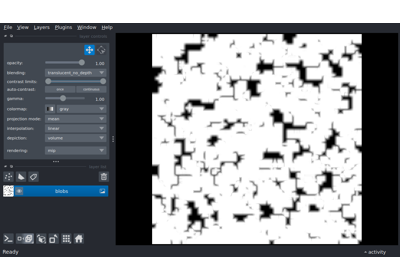 File View Layers Plugins Window Help
opacity: 1.00
blending: translucent_no_depth
contrast limits:
auto-contrast: once continuous
gamma: 1.00
colormap: gray
projection mode: mean
interpolation: linear
depiction: volume
rendering: mip
blobs
Ready activity